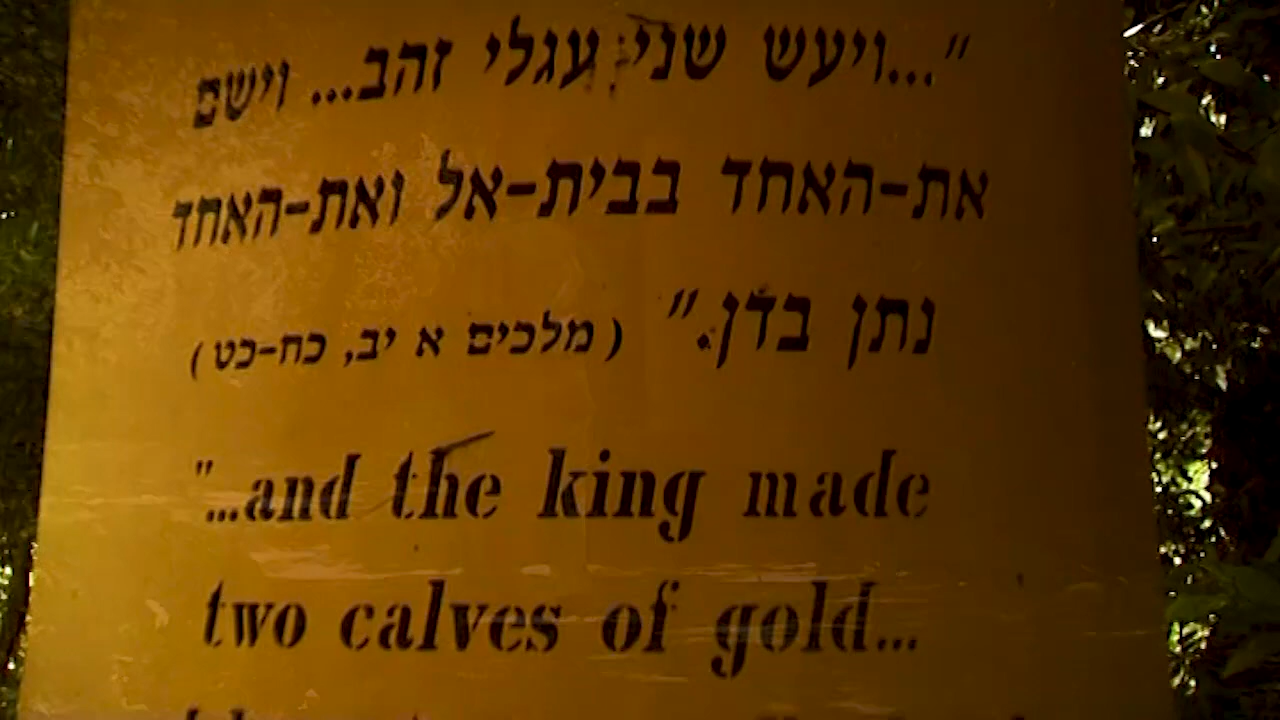 "...ויעש שני עגלי זהב... וישם
את-האחד בבית-אל ואת-האחד
נתן בדן." (מלכים א יב, כח-כט)
"...and the king made
two calves of gold...